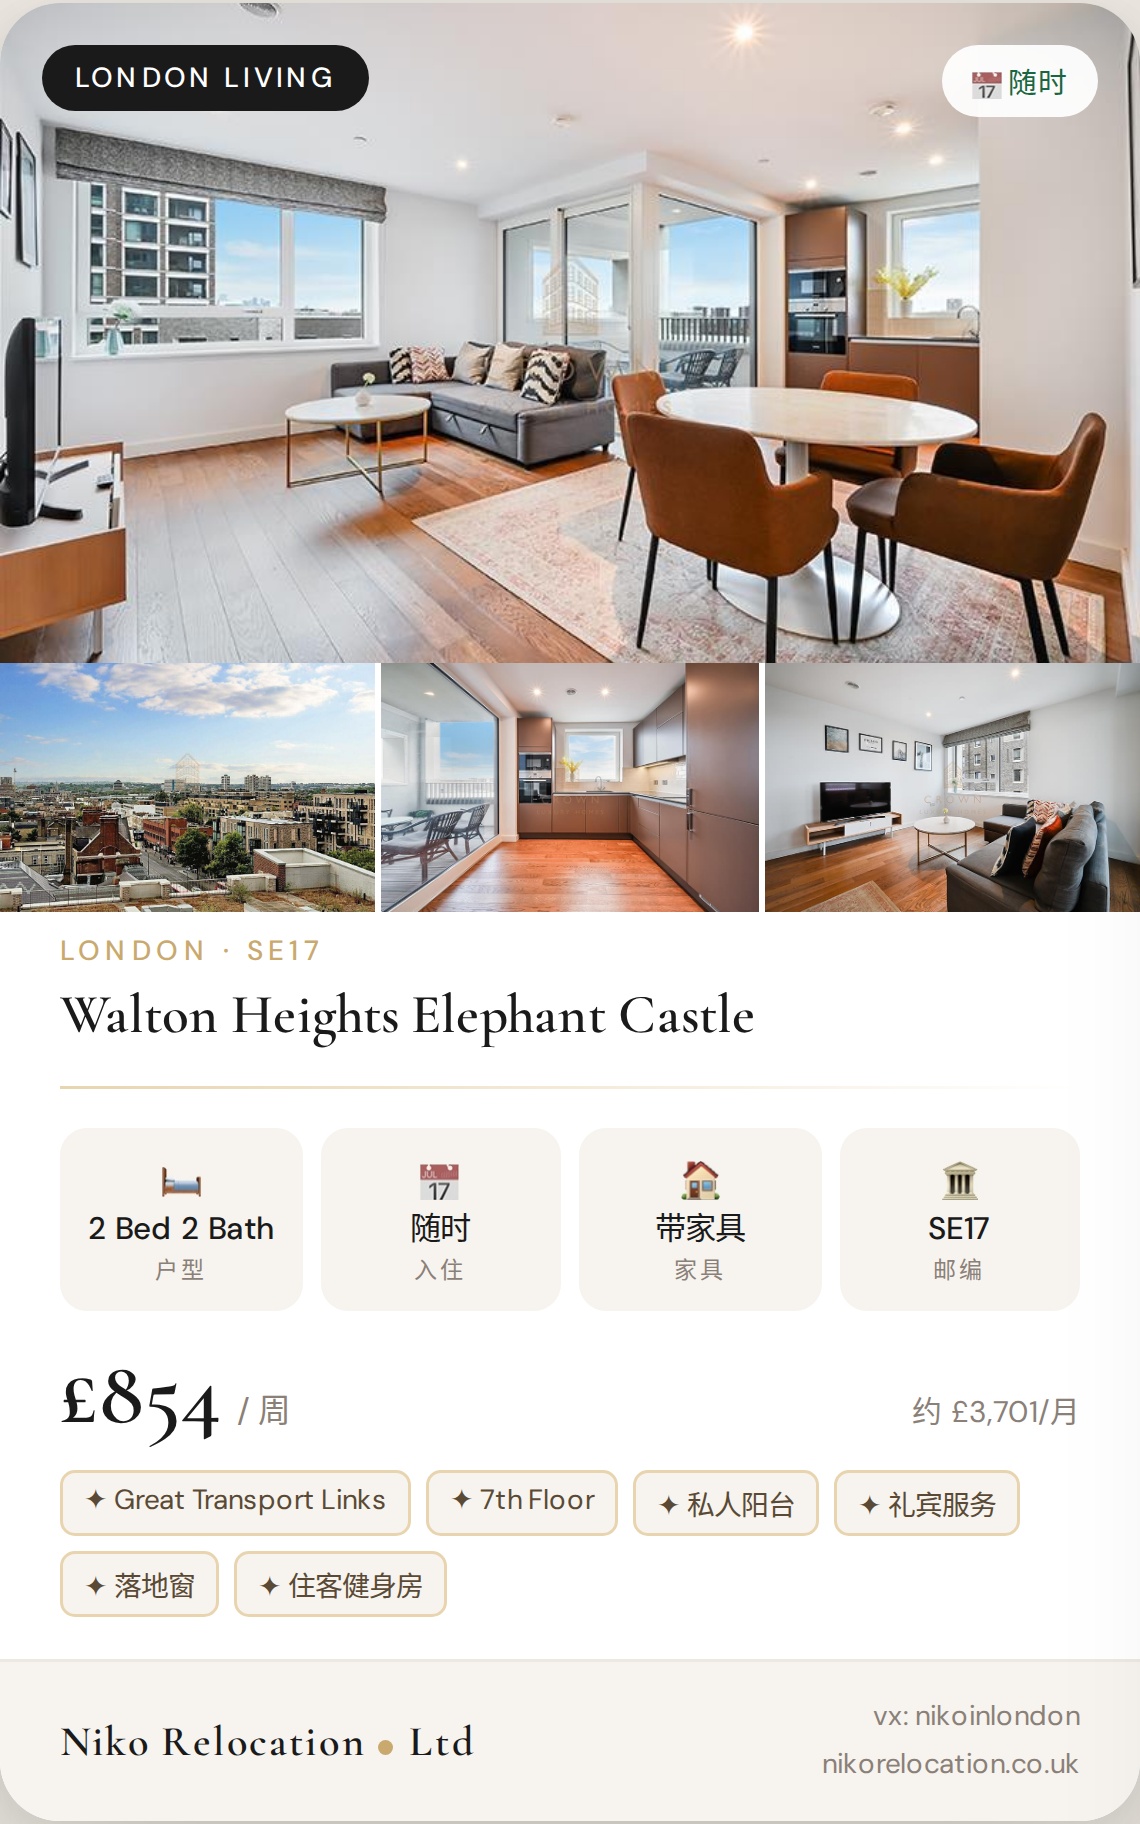 LONDON LIVING
17 随时
LONDON · SE17
Walton Heights Elephant Castle
JUL 17
2 Bed 2 Bath
随时
带家具
SE17
户型
入住
家具
邮编
£854 / 周
约 £3,701/月
✦ Great Transport Links
✦ 7th Floor
✦ 私人阳台
✦ 礼宾服务
✦ 落地窗
✦ 住客健身房
Niko Relocation • Ltd
vx: nikoinlondon
nikorelocation.co.uk